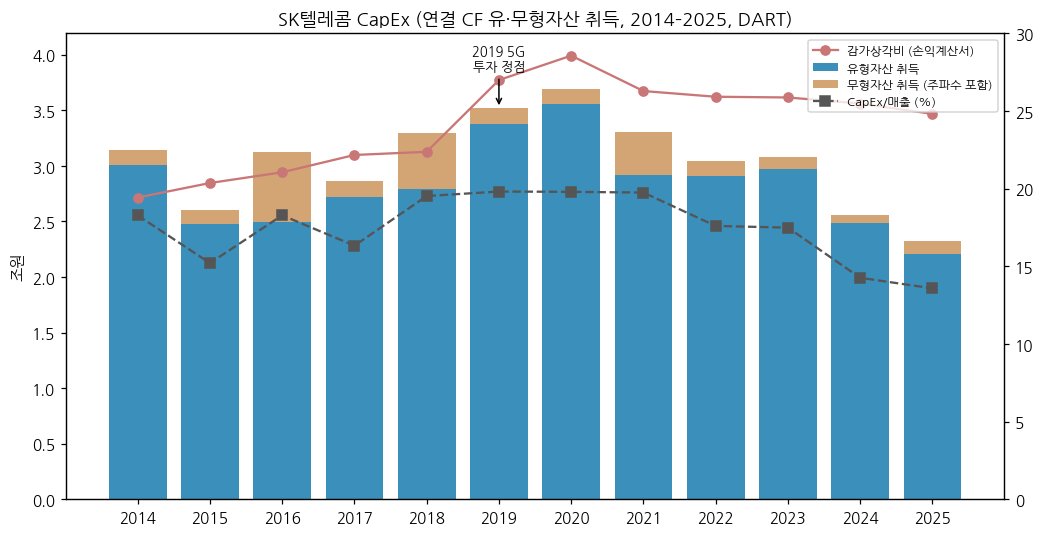 SK텔레콤 CapEx (연결 CF 유·무형자산 취득, 2014-2025, DART)
2019 5G
투자 정점
감가상각비 (손익계산서)
유형자산 취득
무형자산 취득 (주파수 포함)
CapEx/매출 (%)
조원
4.0
3.5
3.0
2.5
2.0
1.5
1.0
0.5
0.0
30
25
20
15
10
5
0
2014 2015 2016 2017 2018 2019 2020 2021 2022 2023 2024 2025